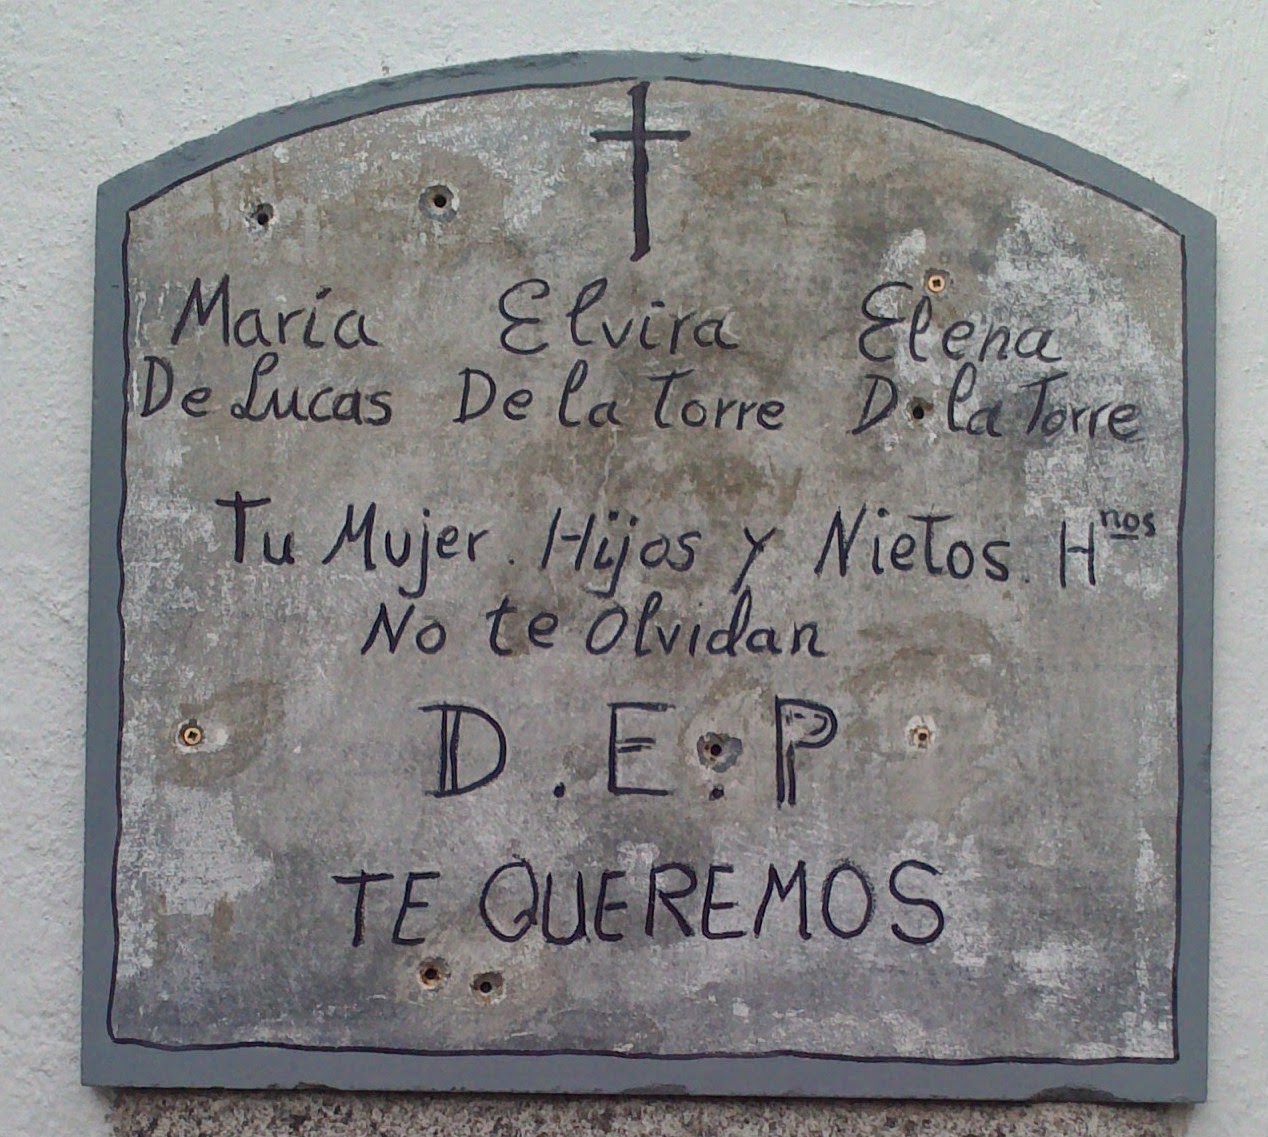 María Elvira Elena
De Lucas De la Torre D. la Torre
Tu Mujer. Hijos y Nietos. Hnos
No te Olvidan
D.E.P
TE QUEREMOS